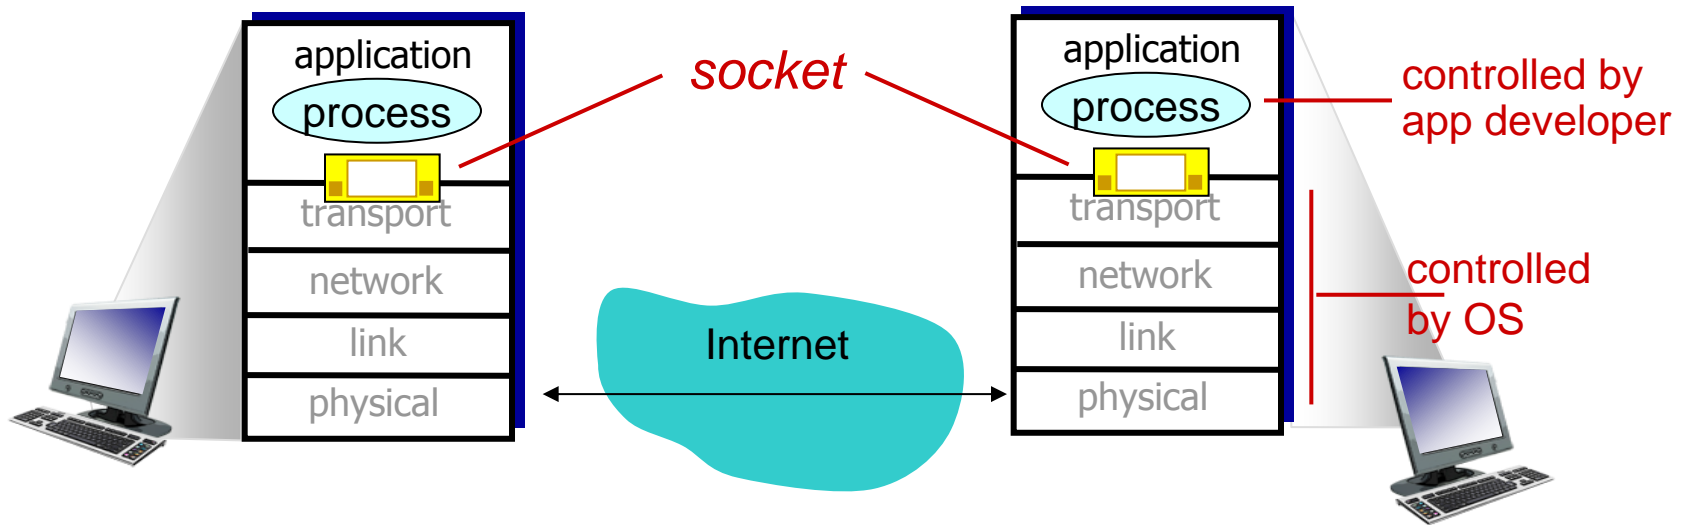 application
process
transport
network
link
physical
socket
Internet
application
process
transport
network
link
physical
controlled by
app developer
controlled
by OS